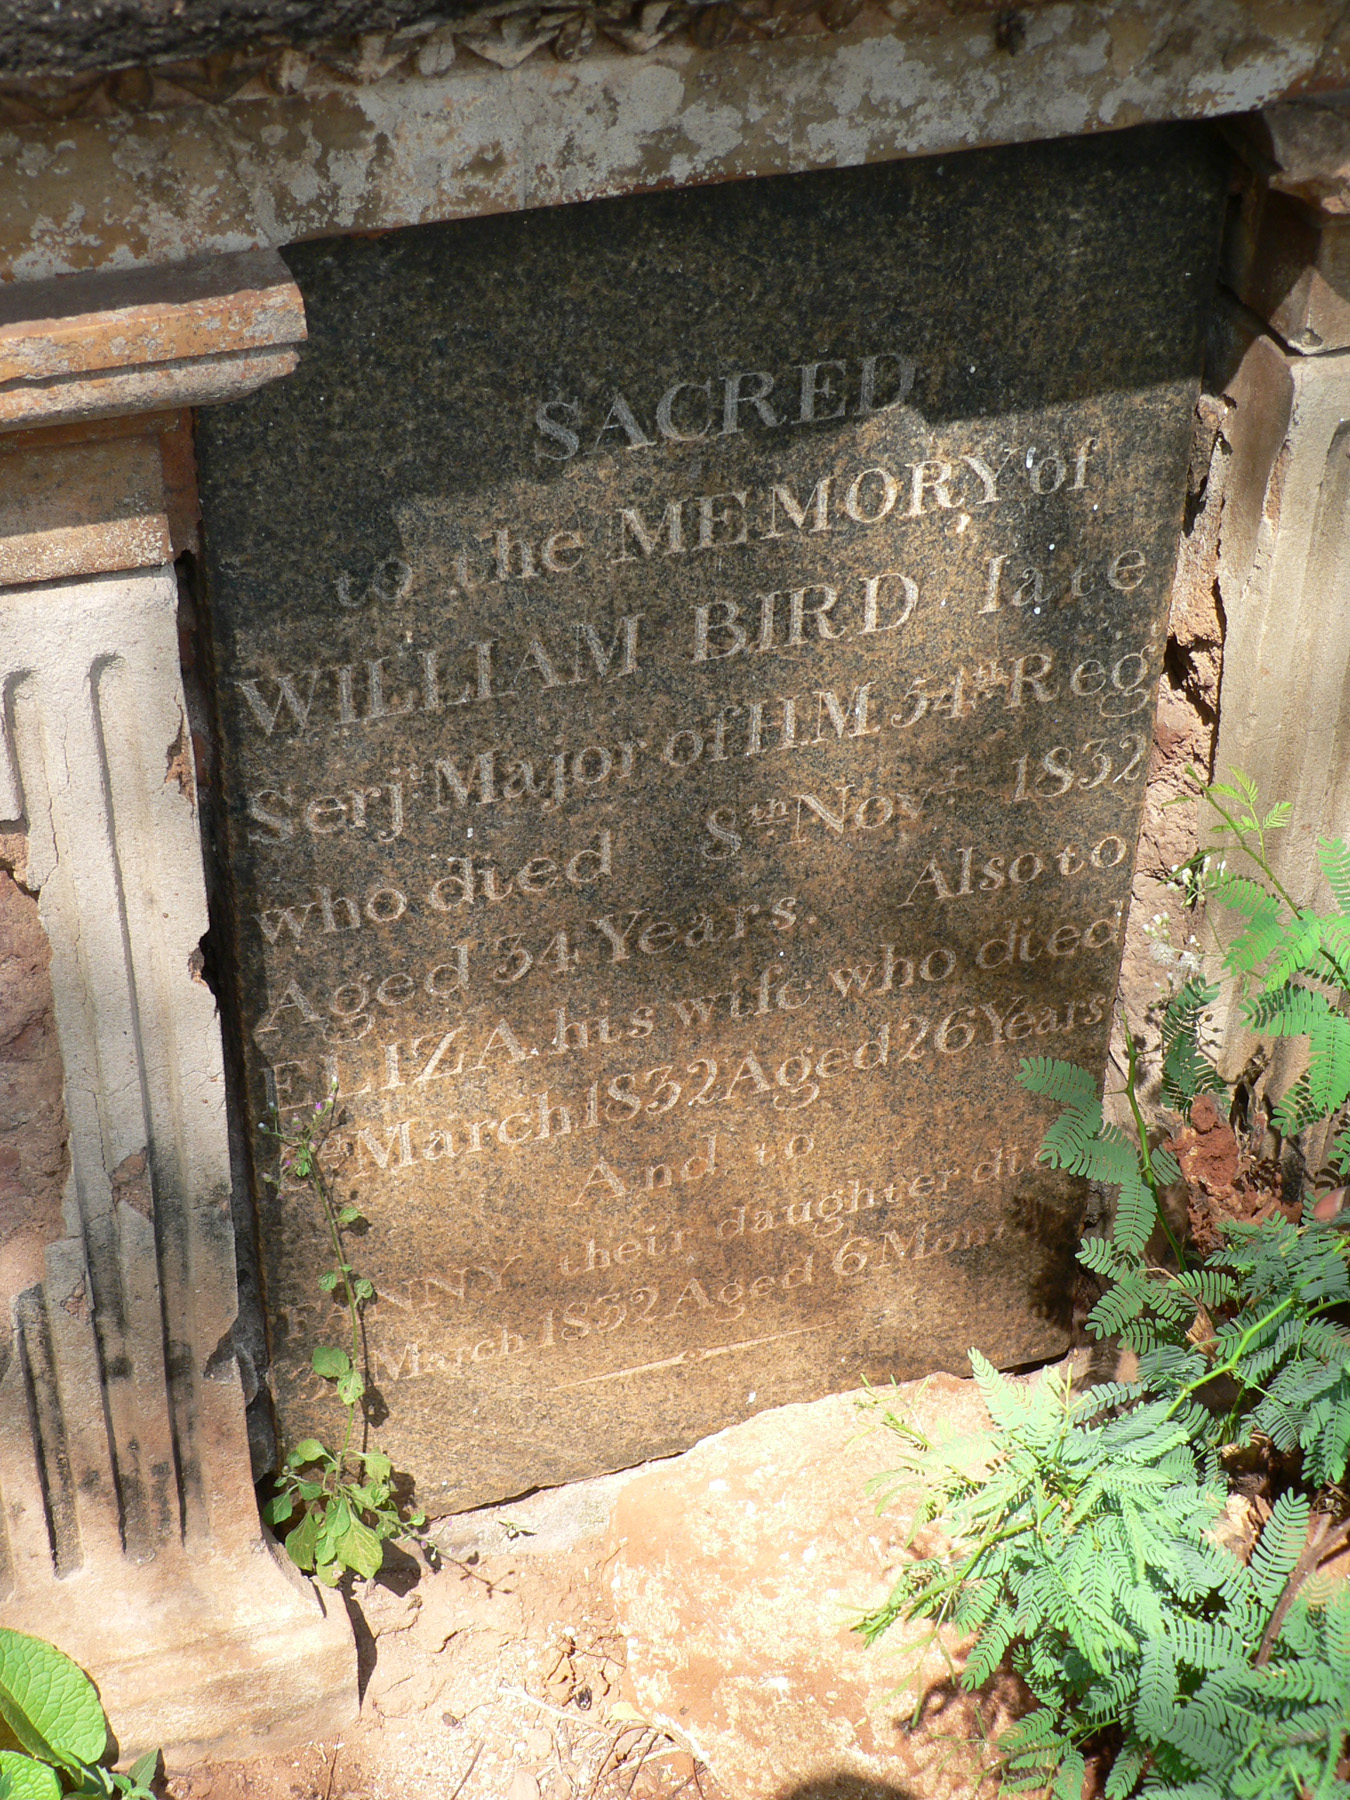 SACRED
to the MEMORY of
WILLIAM BIRD late
Serjt Major of HM 54th Reg
who died 8th Novr 1832
Aged 34 Years. Also to
ELIZA his wife who died
March 1832 Aged 26 Years
And to
FANNY their daughter
March 1832 Aged 6